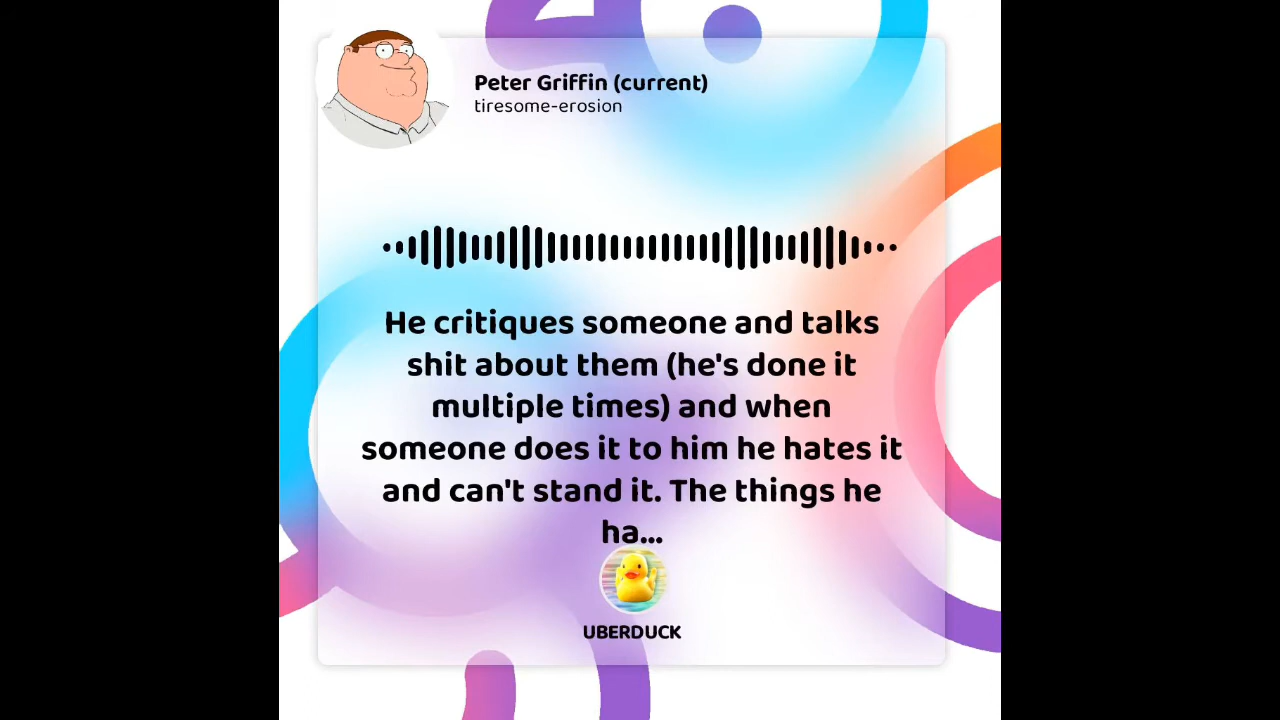 Peter Griffin (current)
tiresome-erosion
He critiques someone and talks
shit about them (he's done it
multiple times) and when
someone does it to him he hates it
and can't stand it. The things he
ha...
UBERDUCK